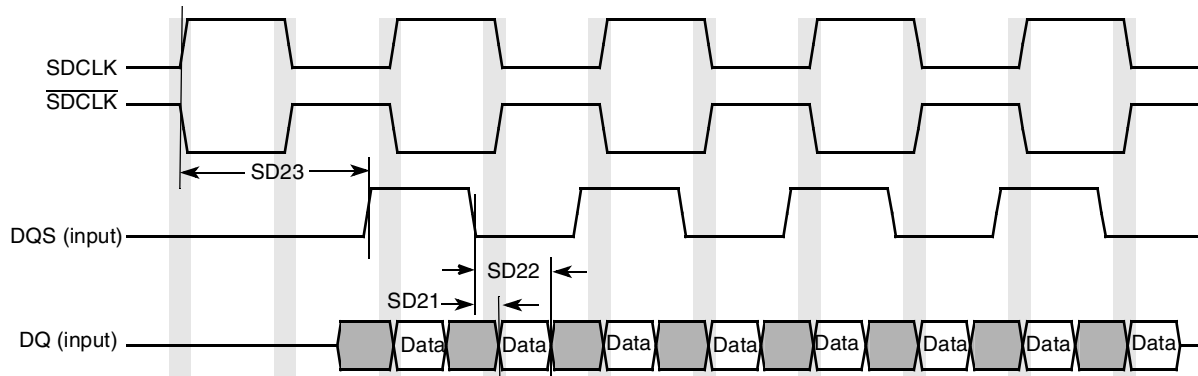 SDCLK
SDCLK
SD23
DQS (input)
SD22
SD21
DQ (input)
Data Data Data Data Data Data Data Data